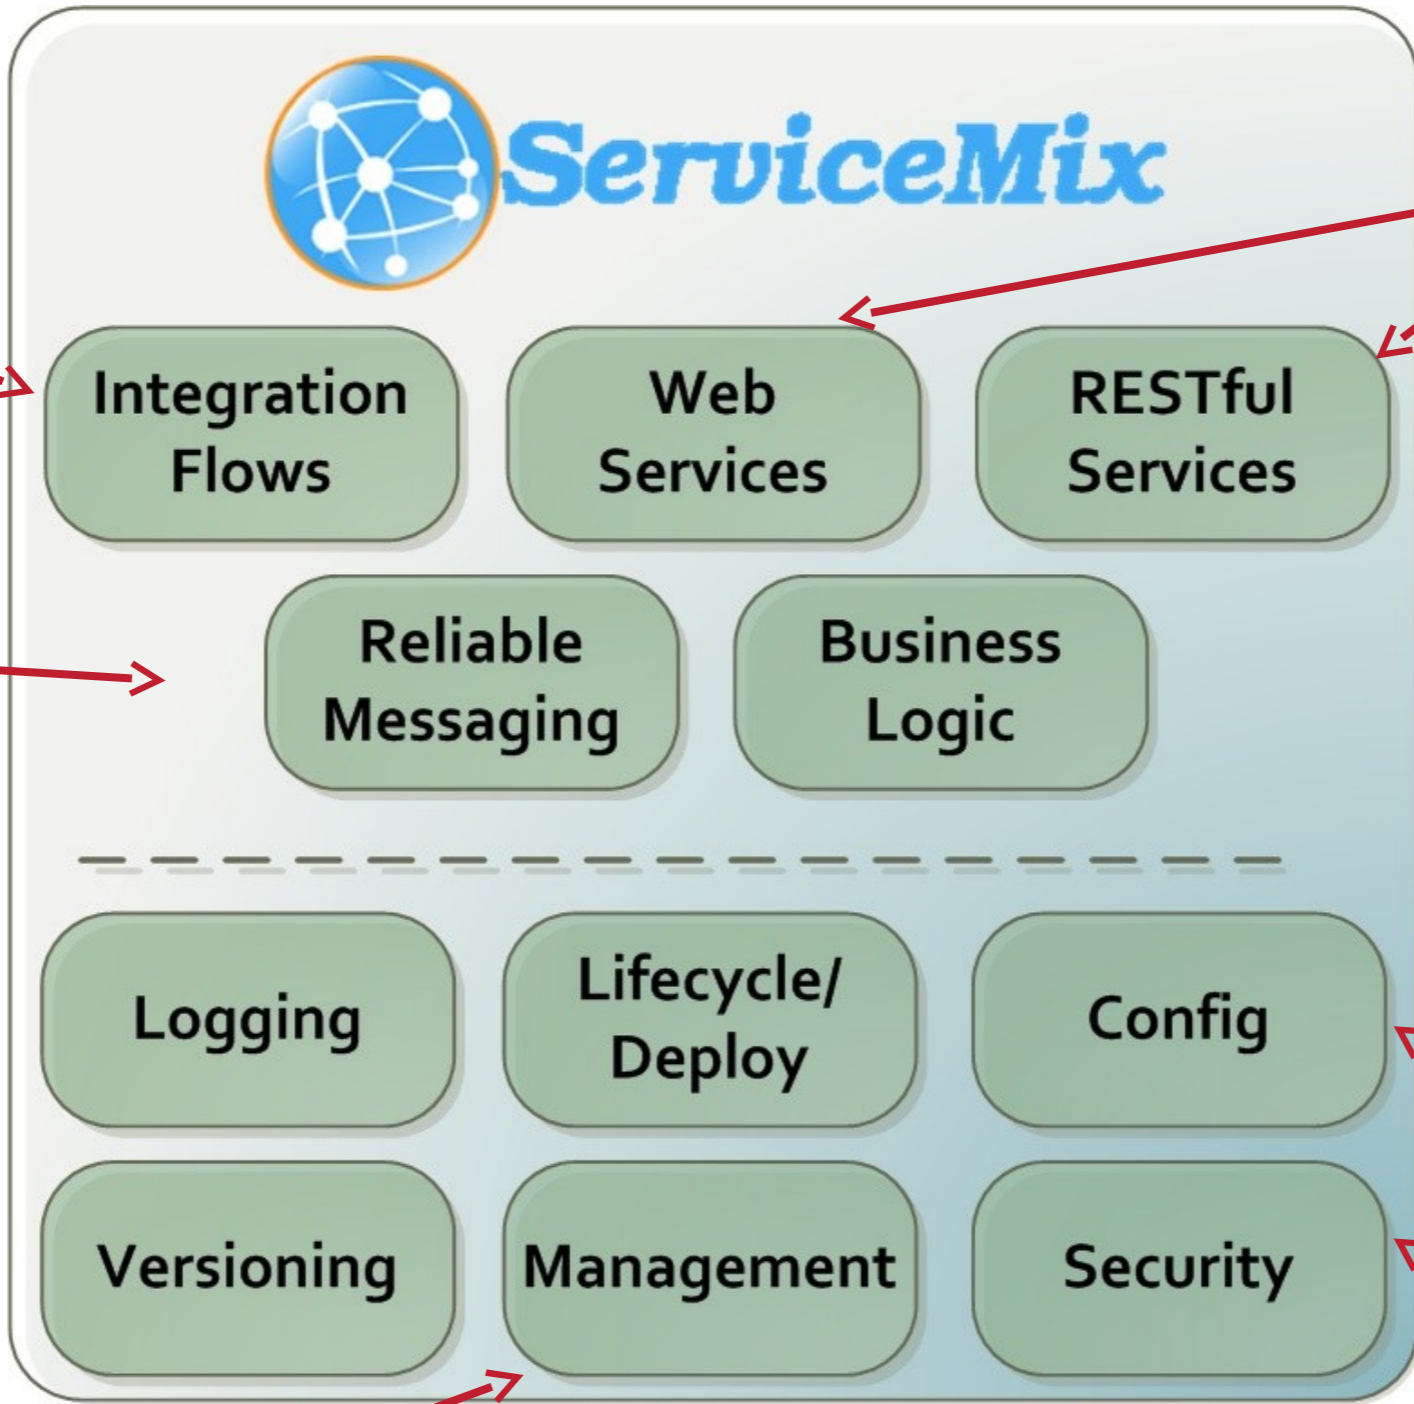 ServiceMix
Integration
Flows
Web
Services
RESTful
Services
Reliable
Messaging
Business
Logic
Logging
Lifecycle/
Deploy
Config
Versioning
Management
Security